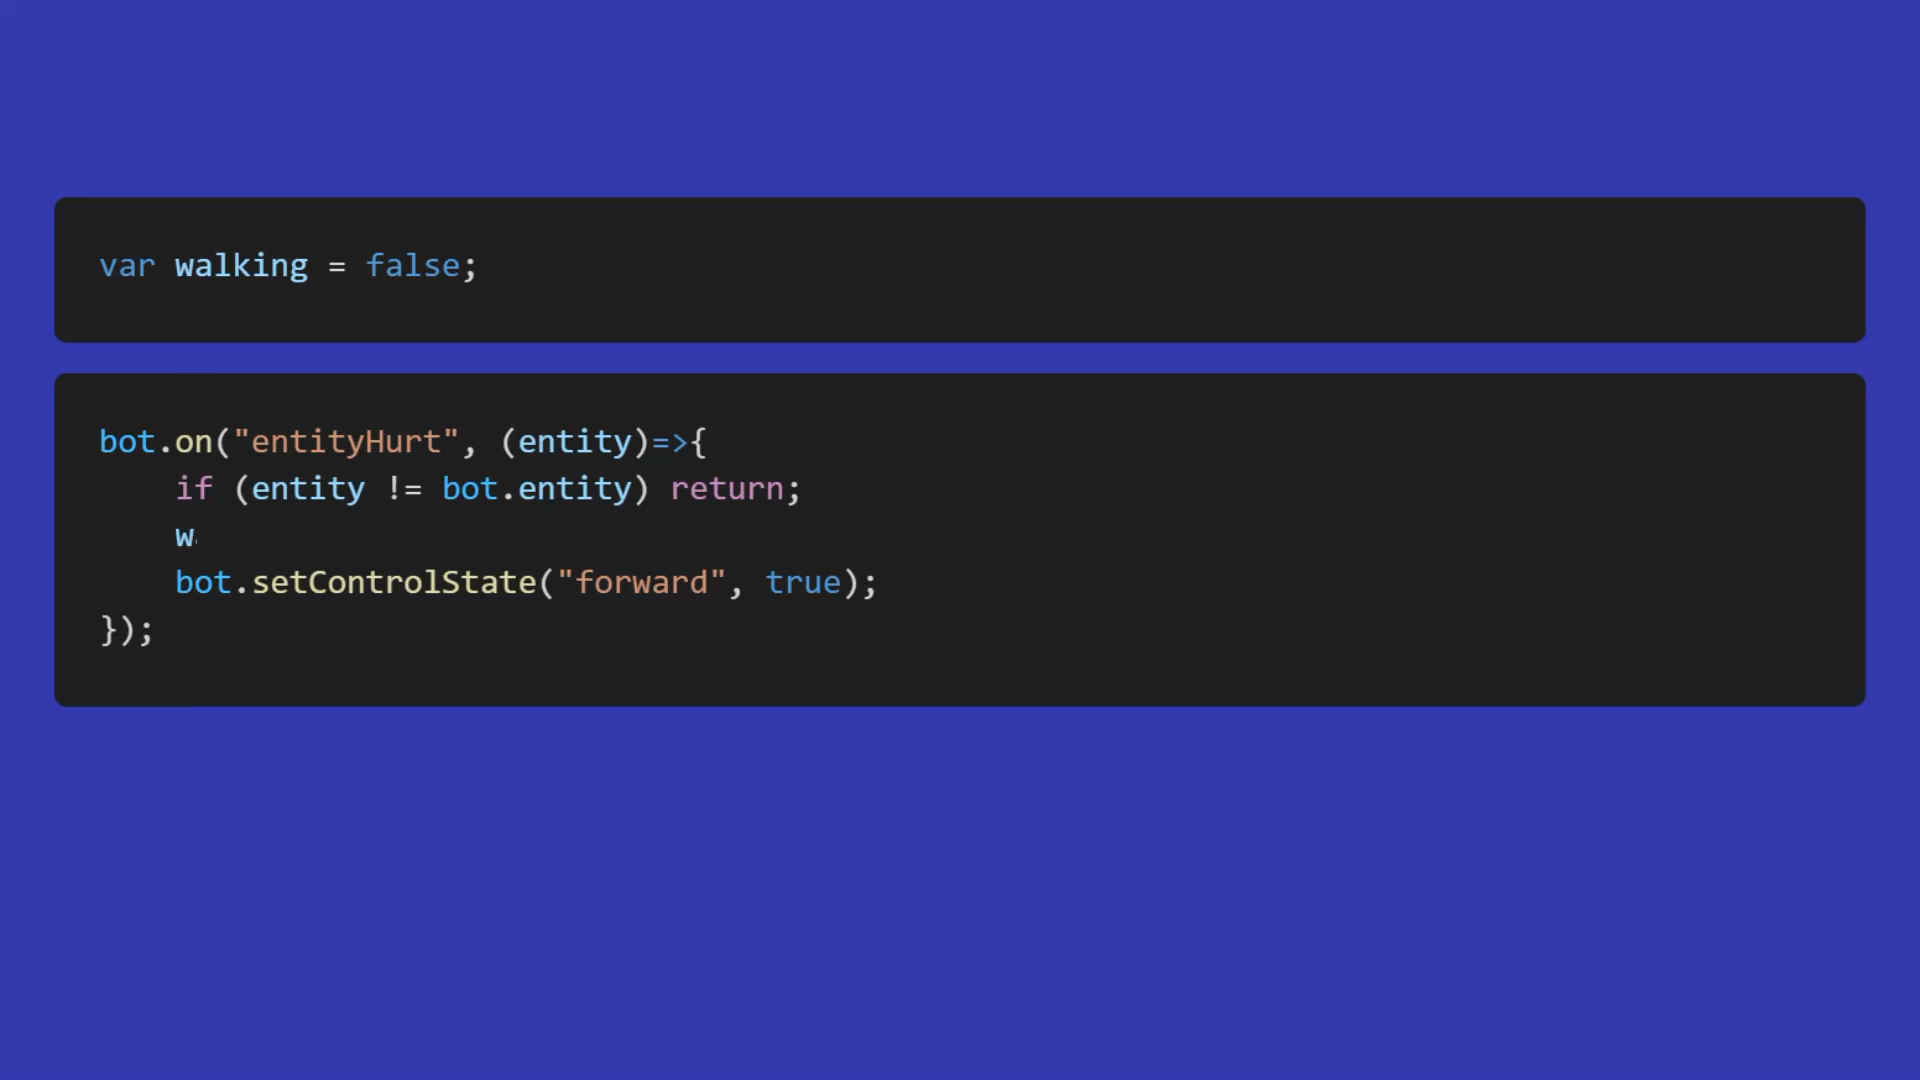 var walking = false;
bot.on("entityHurt", (entity)=>{
if (entity != bot.entity) return;
w
bot.setControlState("forward", true);
});